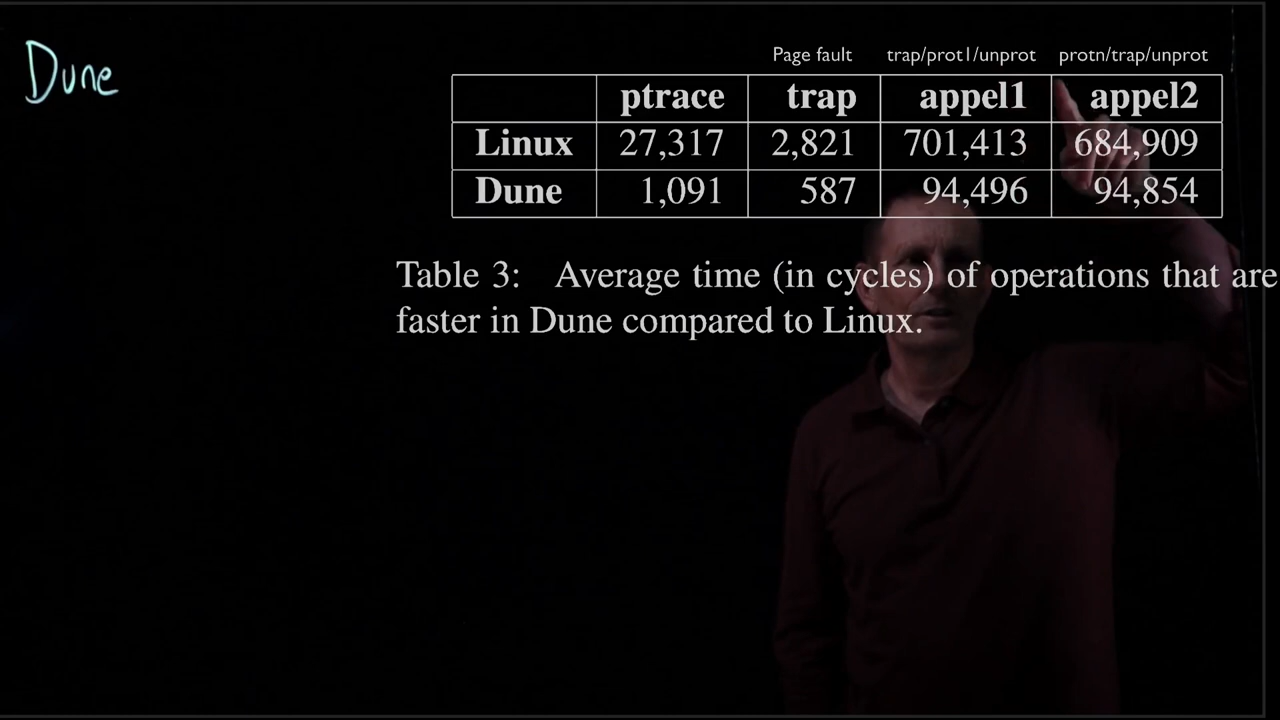 Dune
Page fault trap/prot1/unprot protn/trap/unprot
ptrace trap appel1 appel2
Linux 27,317 2,821 701,413 684,909
Dune 1,091 587 94,496 94,854
Table 3: Average time (in cycles) of operations that are
faster in Dune compared to Linux.